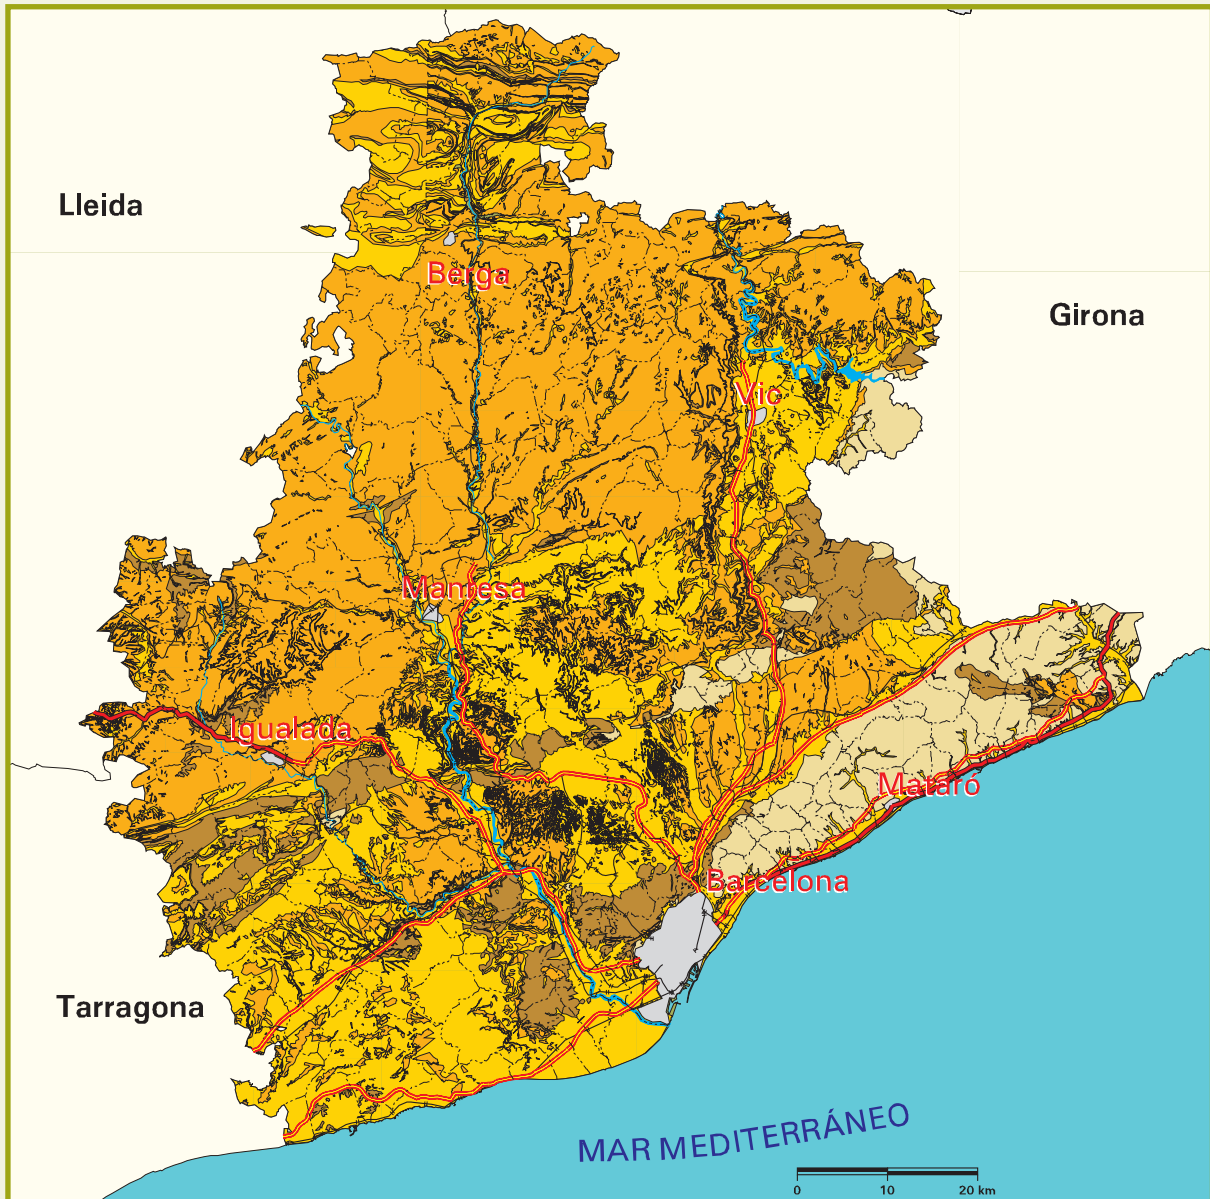 Lleida
Berga
Girona
Vic
Manresa
Igualada
Mataró
Barcelona
Tarragona
MAR MEDITERRÁNEO
0 10 20 km